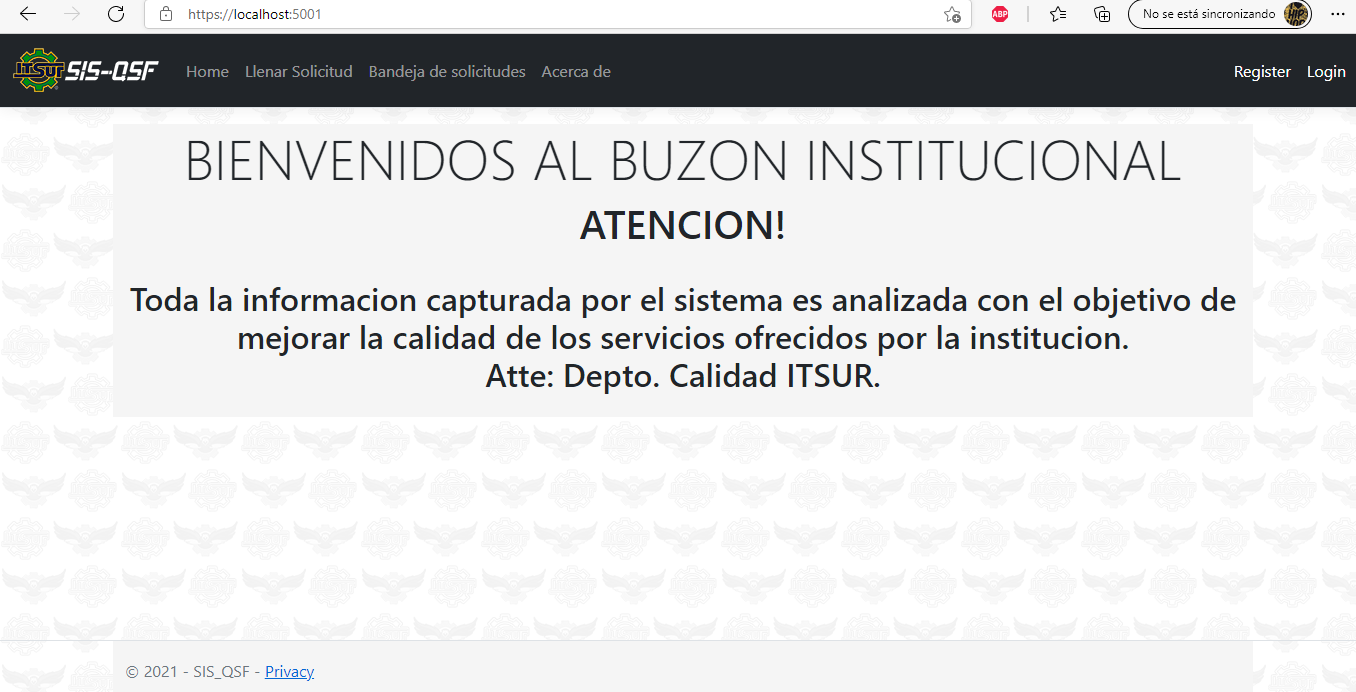 https://localhost:5001
ABP
No se está sincronizando
ITSUR SIS-QSF Home Llenar Solicitud Bandeja de solicitudes Acerca de Register Login
BIENVENIDOS AL BUZON INSTITUCIONAL
ATENCION!
Toda la informacion capturada por el sistema es analizada con el objetivo de
mejorar la calidad de los servicios ofrecidos por la institucion.
Atte: Depto. Calidad ITSUR.
© 2021 - SIS_QSF - Privacy